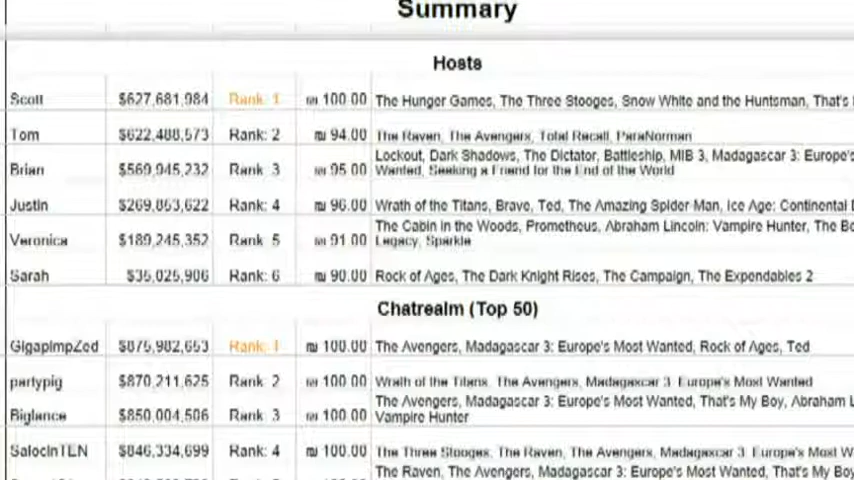 Summary
Hosts
Scott $627,681,984 Rank: 1 ₪ 100.00 The Hunger Games, The Three Stooges, Snow White and the Huntsman, That's
Tom $622,488,573 Rank: 2 ₪ 94.00 The Raven, The Avengers, Total Recall, ParaNorman
Lockout, Dark Shadows, The Dictator, Battleship, MIB 3, Madagascar 3: Europe's
Brian $569,945,232 Rank 3 ₪ 95.00 Wanted, Seeking a Friend for the End of the World
Justin $269,863,622 Rank: 4 ₪ 96.00 Wrath of the Titans, Brave, Ted, The Amazing Spider-Man, Ice Age: Continental
The Cabin in the Woods, Prometheus, Abraham Lincoln: Vampire Hunter, The
Veronica $189,245,352 Rank 5 ₪ 91.00 Legacy, Sparkle
Sarah $35,025,906 Rank: 6 ₪ 90.00 Rock of Ages, The Dark Knight Rises, The Campaign, The Expendables 2
Chatrealm (Top 50)
GigapimpZed $875,982,653 Rank: 1 ₪ 100.00 The Avengers, Madagascar 3: Europe's Most Wanted, Rock of Ages, Ted
partypig $870,211,625 Rank 2 ₪ 100.00 Wrath of the Titans, The Avengers, Madagascar 3: Europe's Most Wanted
The Avengers, Madagascar 3: Europe's Most Wanted, That's My Boy, Abraham
Biglance $850,004,506 Rank: 3 ₪ 100.00 Vampire Hunter
SalocinTEN $846,334,699 Rank: 4 ₪ 100.00 The Three Stooges, The Raven, The Avengers, Madagascar 3: Europe's Most
The Raven, The Avengers, Madagascar 3: Europe's Most Wanted, That's My Boy